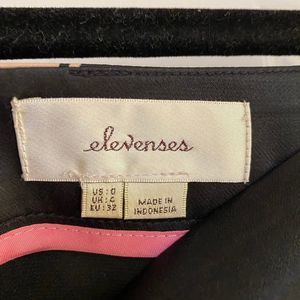 elevenses
US: 0
UK: 4
EU: 32
MADE IN
INDONESIA